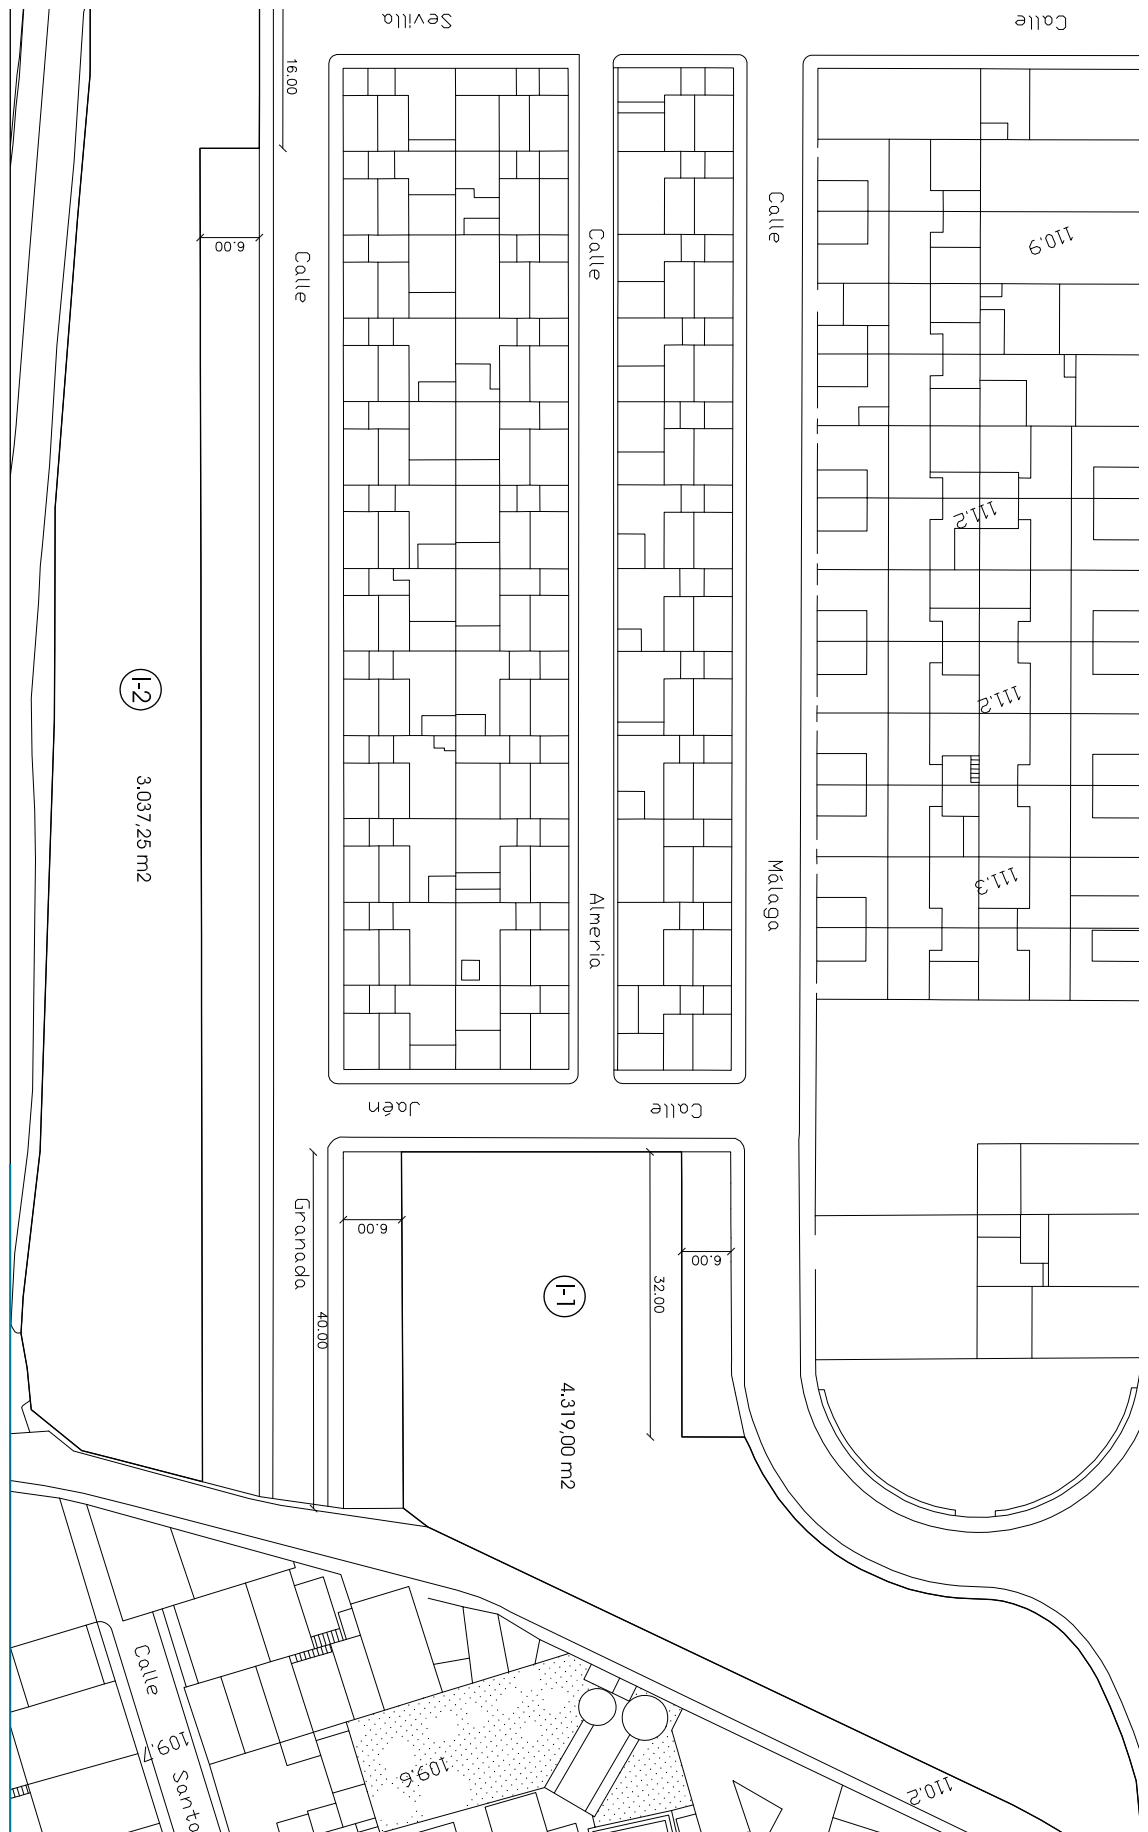 Sevilla
Calle
16.00
6.00
Calle
Calle
Calle
110,9
111,2
111,2
111,3
I-2
3.037,25 m2
Almeria
Málaga
Jaén
Calle
Granada
6.00
6.00
32.00
40.00
I-1
4.319,00 m2
Calle
Santo
109.7
109.6
110.2